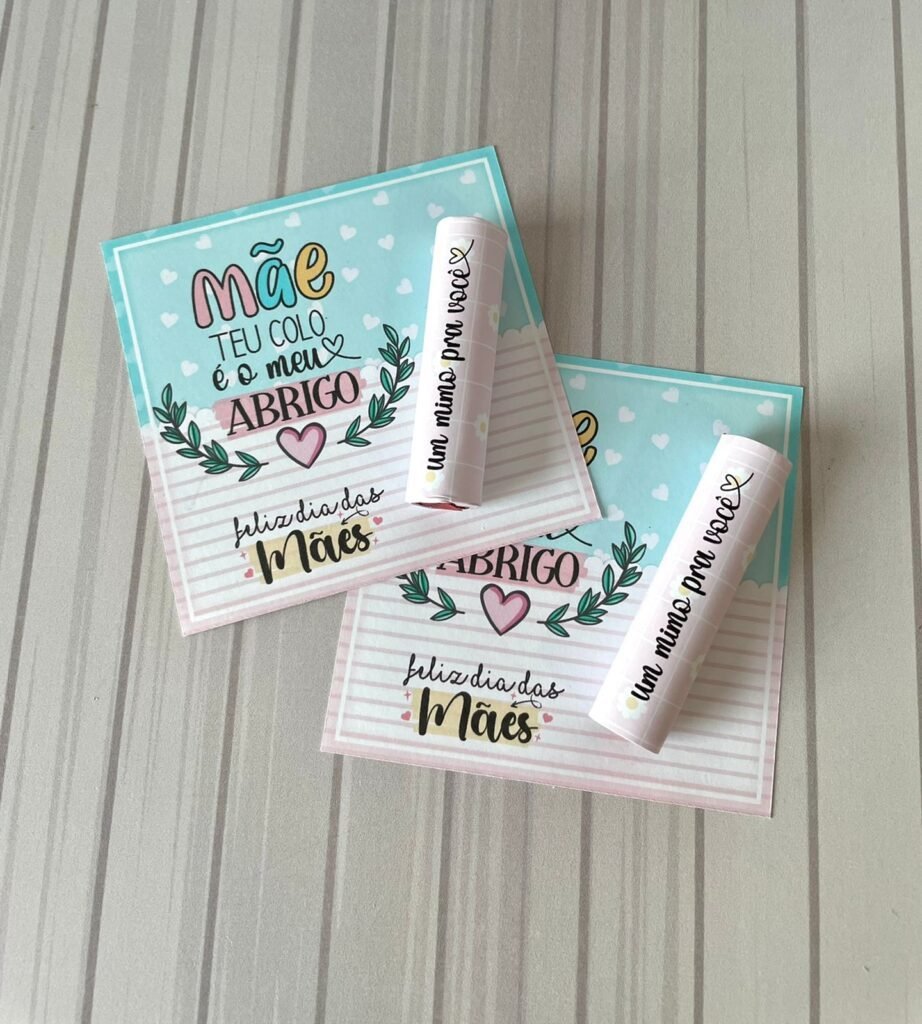 mãe
TEU COLO
é o meu
ABRIGO
feliz dia das
Mães
um mimo pra você
ABRIGO
feliz dia das
Mães
um mimo pra você